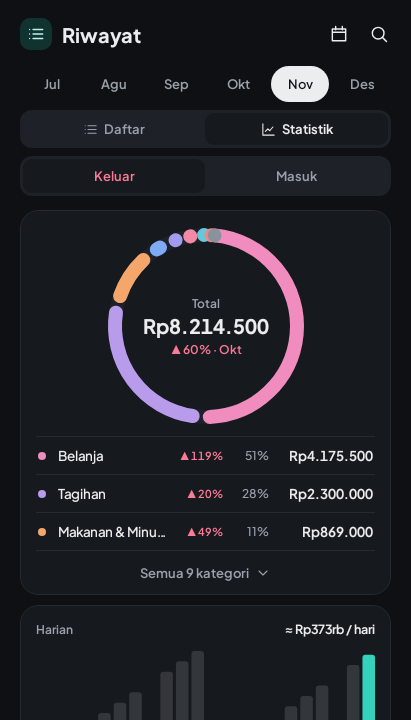 Riwayat
Jul Agu Sep Okt Nov Des
Daftar Statistik
Keluar Masuk
Total
Rp8.214.500
▲60% · Okt
Belanja ▲119% 51% Rp4.175.500
Tagihan ▲20% 28% Rp2.300.000
Makanan & Minu... ▲49% 11% Rp869.000
Semua 9 kategori
Harian ≈ Rp373rb / hari